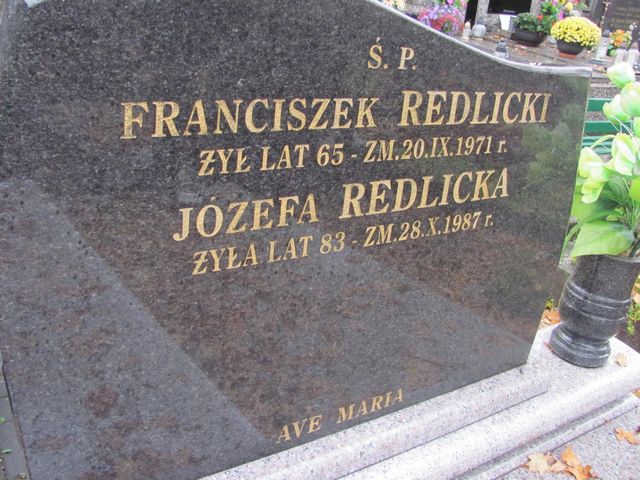 Ś. P.
FRANCISZEK REDLICKI
ŻYŁ LAT 65 - ZM.20.IX.1971 r.
JÓZEFA REDLICKA
ŻYŁA LAT 83 - ZM.28.X.1987 r.
AVE MARIA